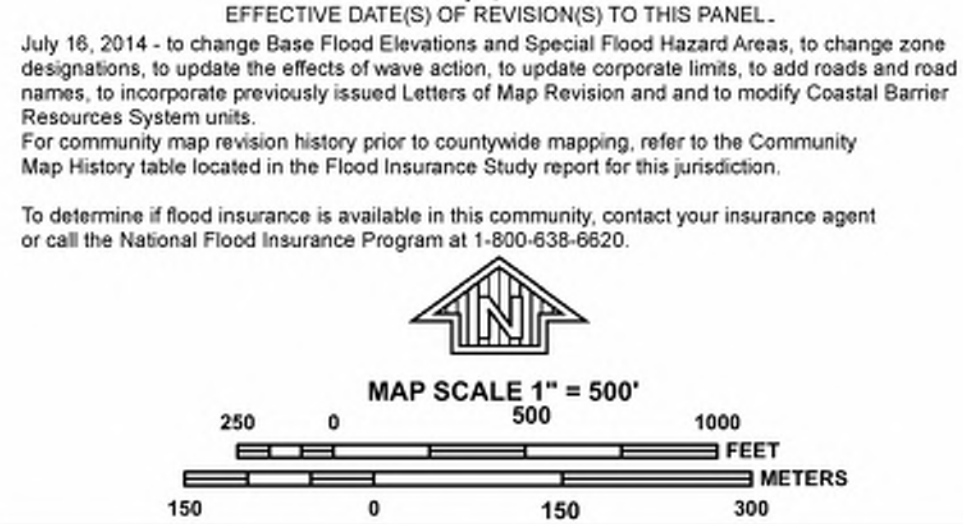 EFFECTIVE DATE(S) OF REVISION(S) TO THIS PANEL.
July 16, 2014 - to change Base Flood Elevations and Special Flood Hazard Areas, to change zone
designations, to update the effects of wave action, to update corporate limits, to add roads and road
names, to incorporate previously issued Letters of Map Revision and and to modify Coastal Barrier
Resources System units.
For community map revision history prior to countywide mapping, refer to the Community
Map History table located in the Flood Insurance Study report for this jurisdiction.
To determine if flood insurance is available in this community, contact your insurance agent
or call the National Flood Insurance Program at 1-800-638-6620.
N
MAP SCALE 1" = 500'
250 0 500 1000
FEET
METERS
150 0 150 300